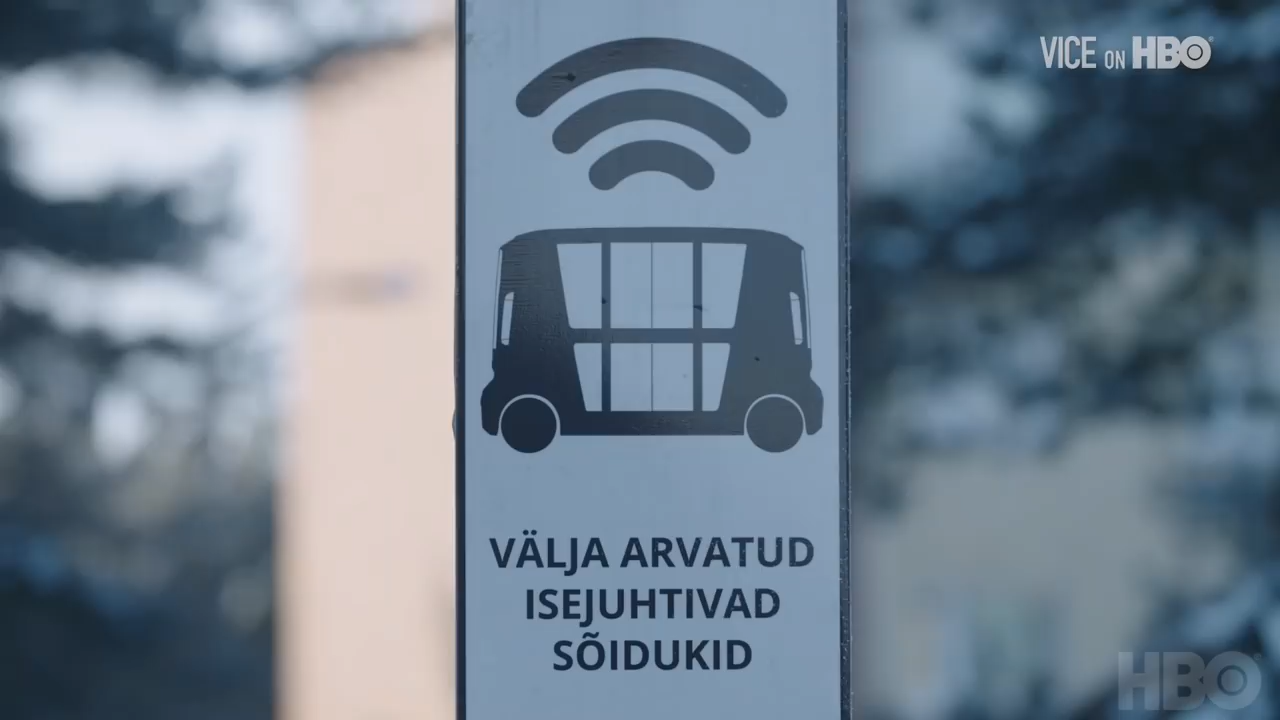 VICE ON HBO
VÄLJA ARVATUD
ISEJUHTIVAD
SÕIDUKID
HBO